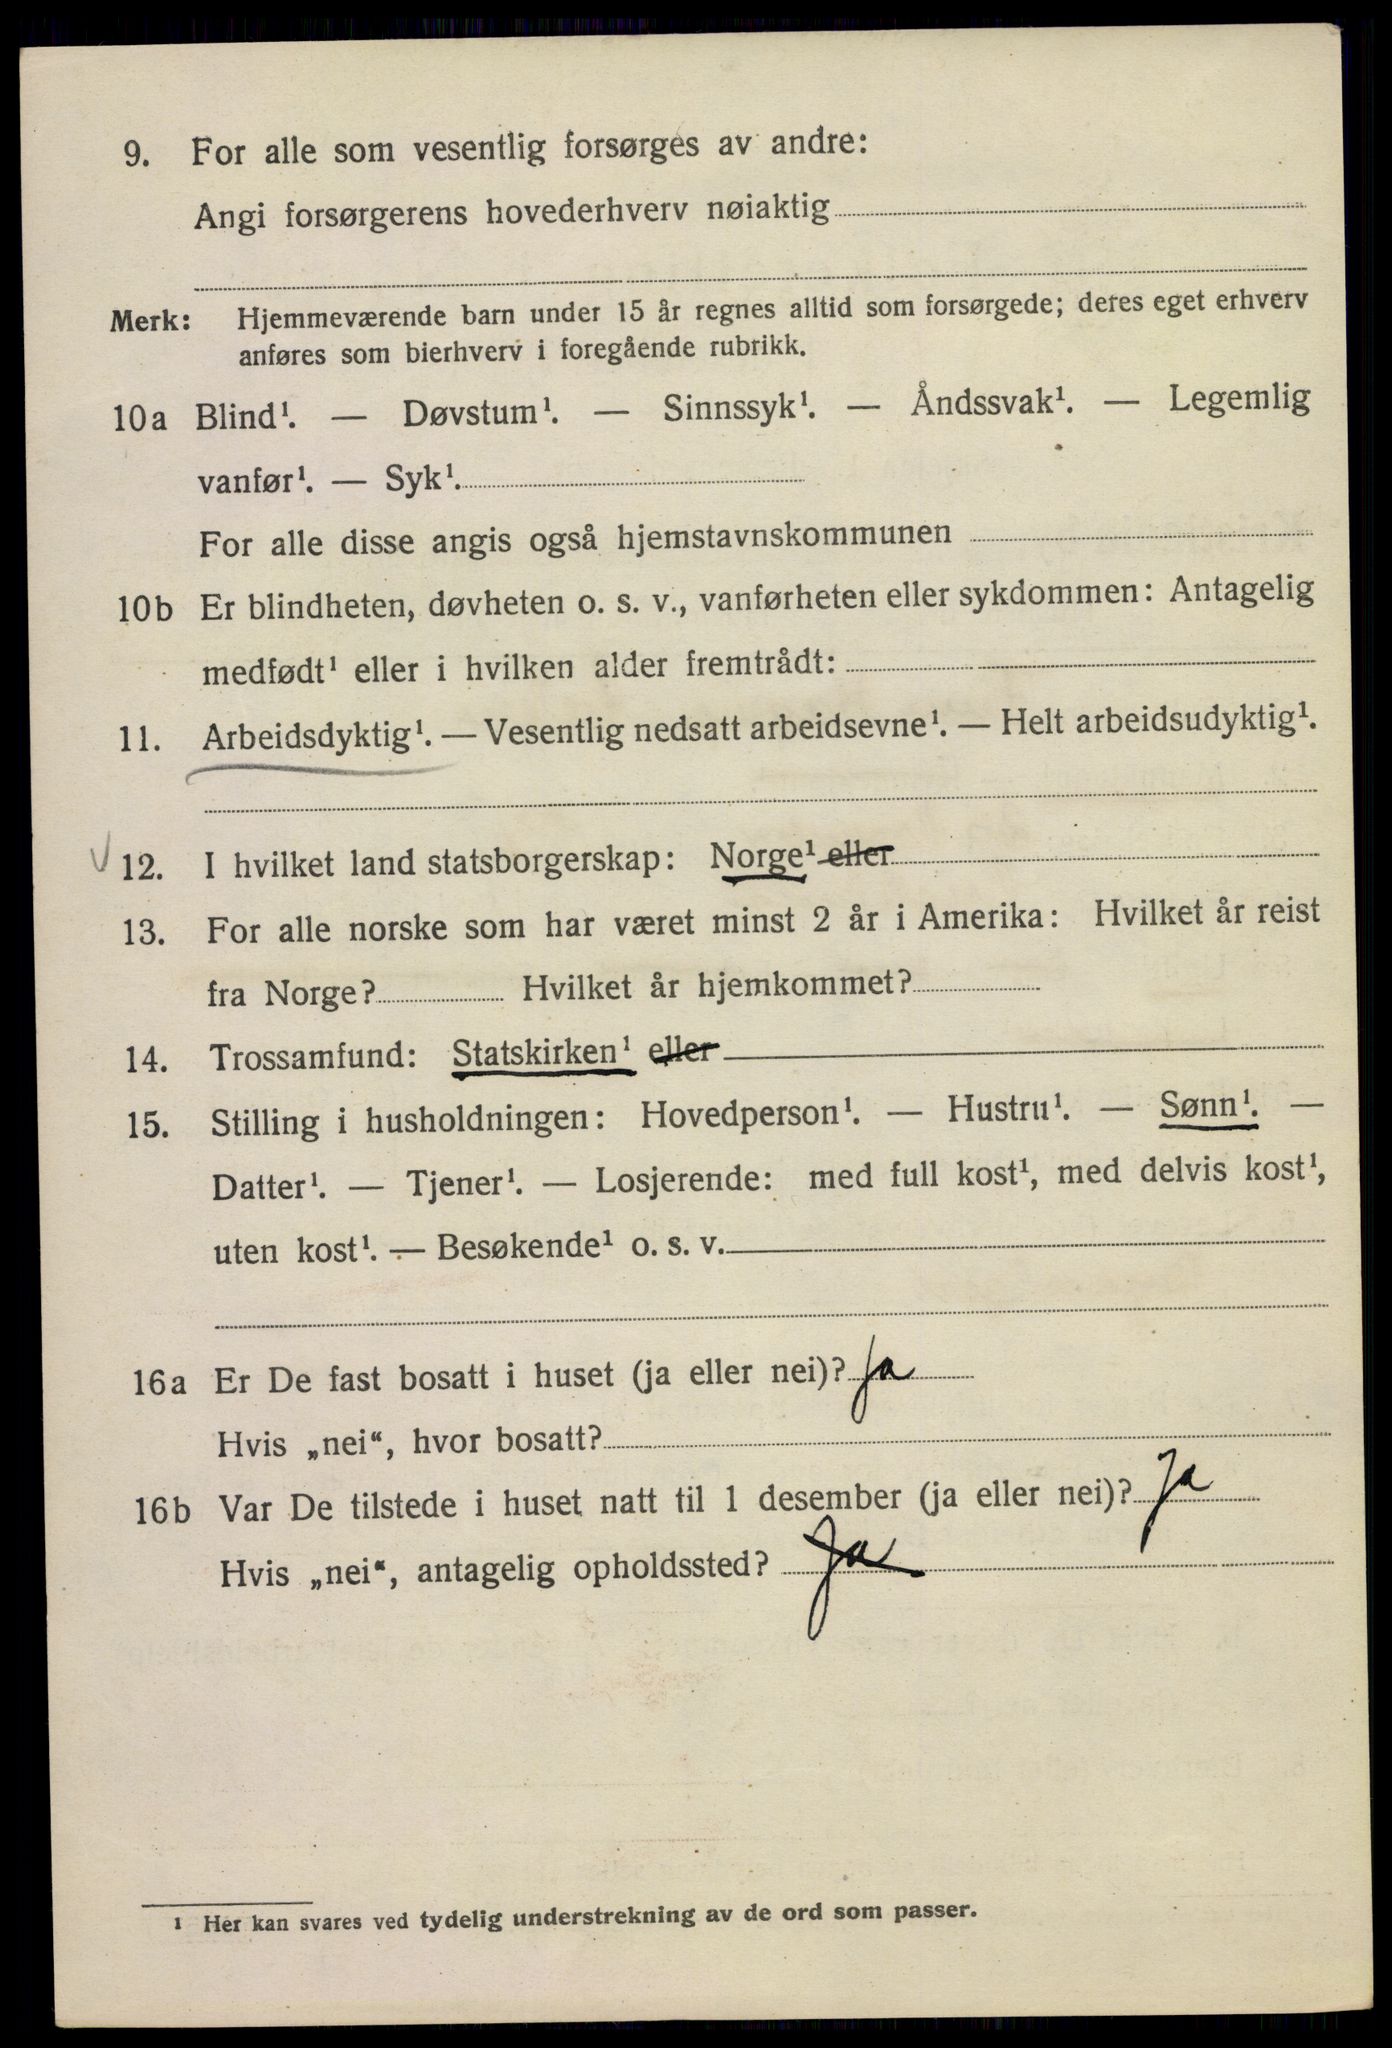 9. For alle som vesentlig forsørges av andre:
Angi forsørgerens hovederhverv nøiaktig
Merk: Hjemmeværende barn under 15 år regnes alltid som forsørgede; deres eget erhverv
anføres som bierhverv i foregående rubrikk.
10a Blind¹. — Døvstum¹. — Sinnssyk¹. — Åndssvak¹. — Legemlig
vanfør¹. — Syk¹.
For alle disse angis også hjemstavnskommunen
10b Er blindheten, døvheten o. s. v., vanførheten eller sykdommen: Antagelig
medfødt¹ eller i hvilken alder fremtrådt:
11. Arbeidsdyktig¹. — Vesentlig nedsatt arbeidsevne¹. — Helt arbeidsudyktig¹.
12. I hvilket land statsborgerskap: Norge¹ eller
13. For alle norske som har været minst 2 år i Amerika: Hvilket år reist
fra Norge? Hvilket år hjemkommet?
14. Trossamfund: Statskirken¹ eller
15. Stilling i husholdningen: Hovedperson¹. — Hustru¹. — Sønn¹. —
Datter¹. — Tjener¹. — Losjerende: med full kost¹, med delvis kost¹,
uten kost¹. — Besøkende¹ o. s. v.
16a Er De fast bosatt i huset (ja eller nei)? Ja
Hvis „nei“, hvor bosatt?
16b Var De tilstede i huset natt til 1 desember (ja eller nei)? Ja
Hvis „nei“, antagelig opholdssted? Ja
¹ Her kan svares ved tydelig understrekning av de ord som passer.